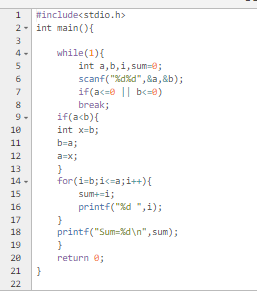 1 #include<stdio.h>
2 int main(){
3
4 while(1){
5 int a,b,i,sum=0;
6 scanf("%d%d",&a,&b);
7 if(a<=0 || b<=0)
8 break;
9 if(a<b){
10 int x=b;
11 b=a;
12 a=x;
13 }
14 for(i=b;i<=a;i++){
15 sum+=i;
16 printf("%d ",i);
17 }
18 printf("Sum=%d\n",sum);
19 }
20 return 0;
21 }
22